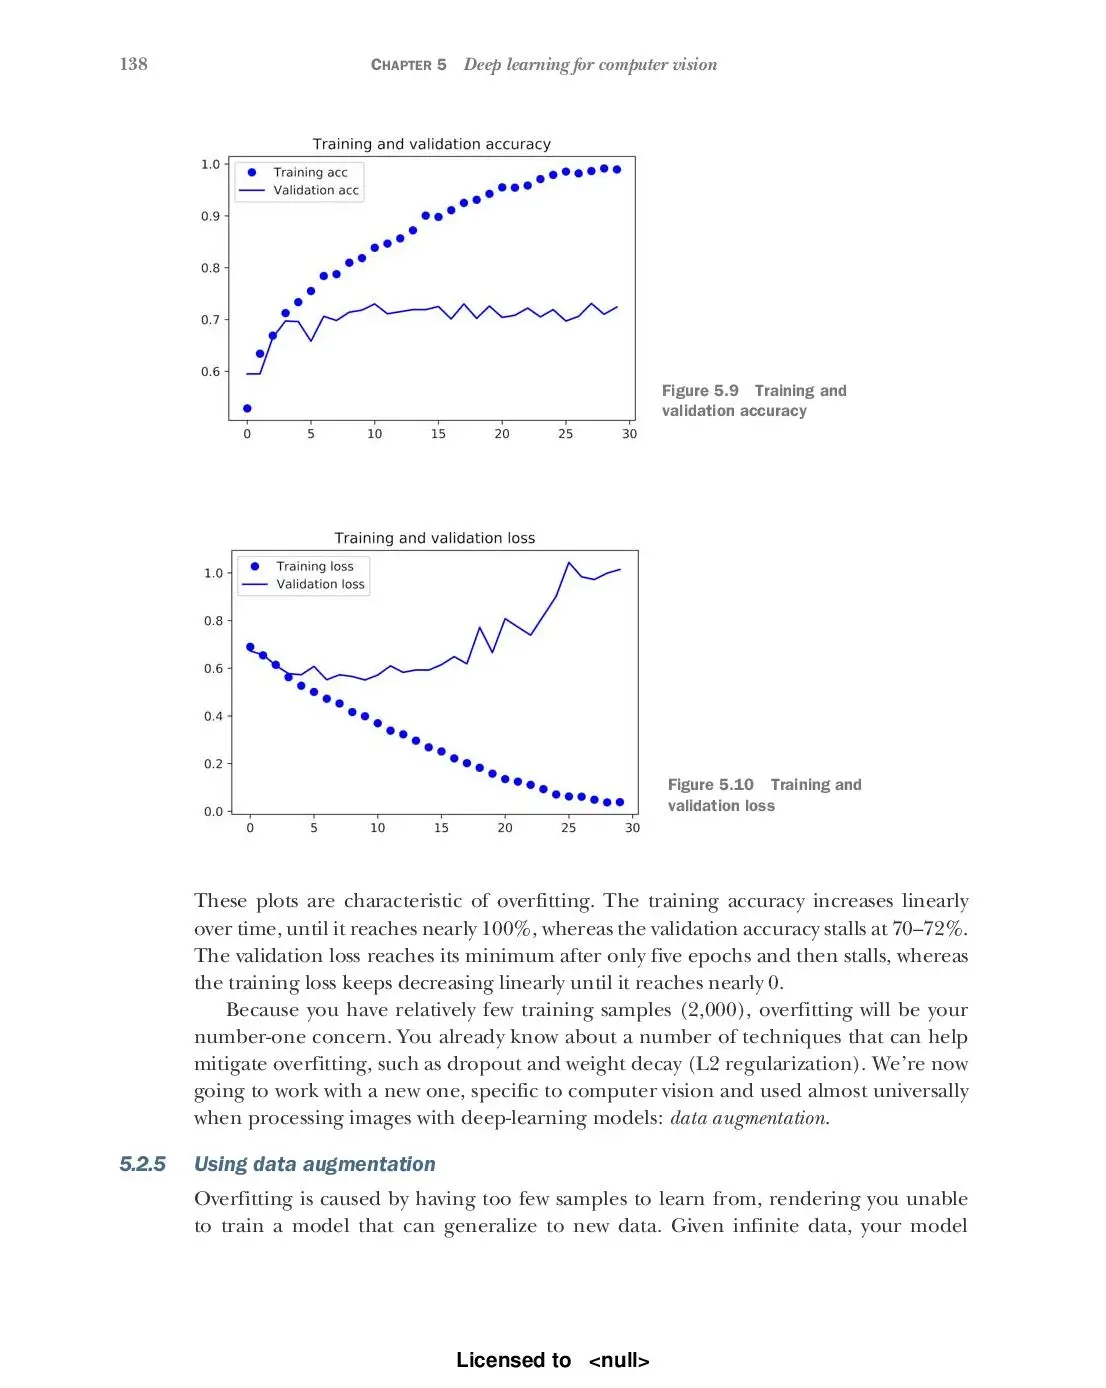 138
CHAPTER 5 Deep learning for computer vision
Training and validation accuracy
1.0
Training acc
Validation acc
0.9
0.8
0.7
0.6
0
5
10
15
20
25
30
Figure 5.9 Training and
validation accuracy
Training and validation loss
1.0
Training loss
Validation loss
0.8
0.6
0.4
0.2
0.0
0
5
10
15
20
25
30
Figure 5.10 Training and
validation loss
These plots are characteristic of overfitting. The training accuracy increases linearly
over time, until it reaches nearly 100%, whereas the validation accuracy stalls at 70–72%.
The validation loss reaches its minimum after only five epochs and then stalls, whereas
the training loss keeps decreasing linearly until it reaches nearly 0.
Because you have relatively few training samples (2,000), overfitting will be your
number-one concern. You already know about a number of techniques that can help
mitigate overfitting, such as dropout and weight decay (L2 regularization). We’re now
going to work with a new one, specific to computer vision and used almost universally
when processing images with deep-learning models: data augmentation.
5.2.5 Using data augmentation
Overfitting is caused by having too few samples to learn from, rendering you unable
to train a model that can generalize to new data. Given infinite data, your model
Licensed to <null>